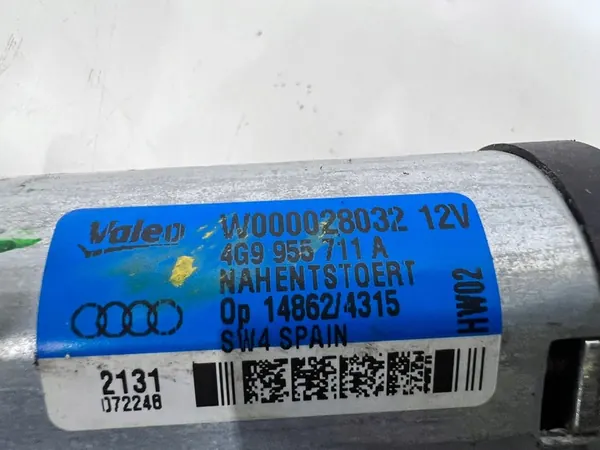 Valeo W000028032 12V
4G9 955 711 A
NAHENTSTOERT
Op 14862/4315
SW4 SPAIN
HW02
2131
072246